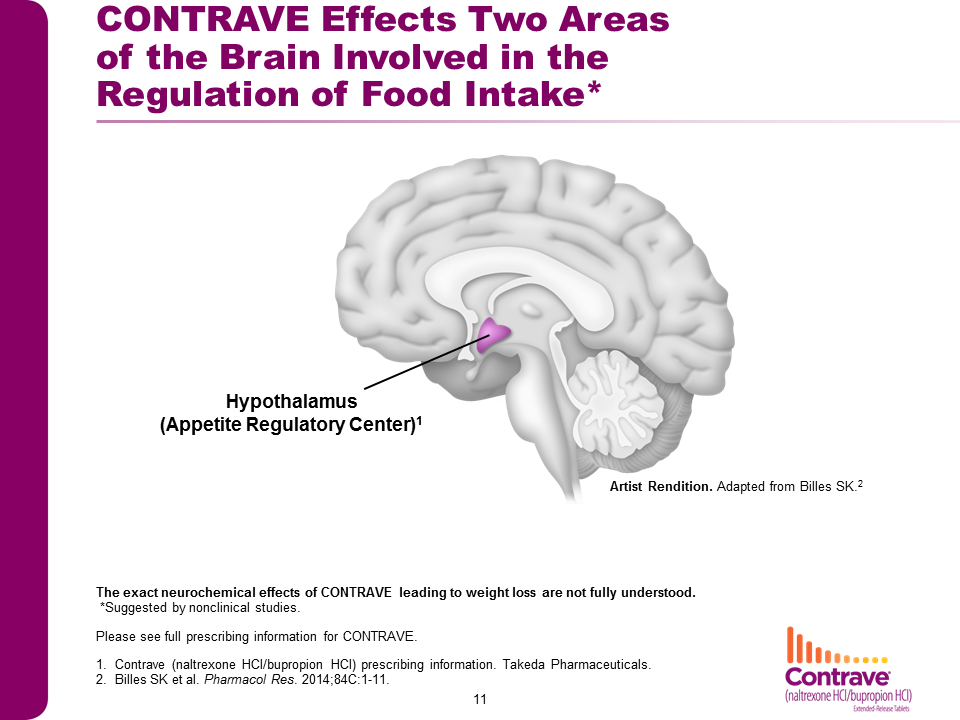 CONTRAVE Effects Two Areas
of the Brain Involved in the
Regulation of Food Intake*
Hypothalamus
(Appetite Regulatory Center)1
Artist Rendition. Adapted from Billes SK.2
The exact neurochemical effects of CONTRAVE leading to weight loss are not fully understood.
*Suggested by nonclinical studies.
Please see full prescribing information for CONTRAVE.
1. Contrave (naltrexone HCl/bupropion HCl) prescribing information. Takeda Pharmaceuticals.
2. Billes SK et al. Pharmacol Res. 2014;84C:1-11.
11
Contrave
(naltrexone HCl/bupropion HCl)
Extended-Release Tablets